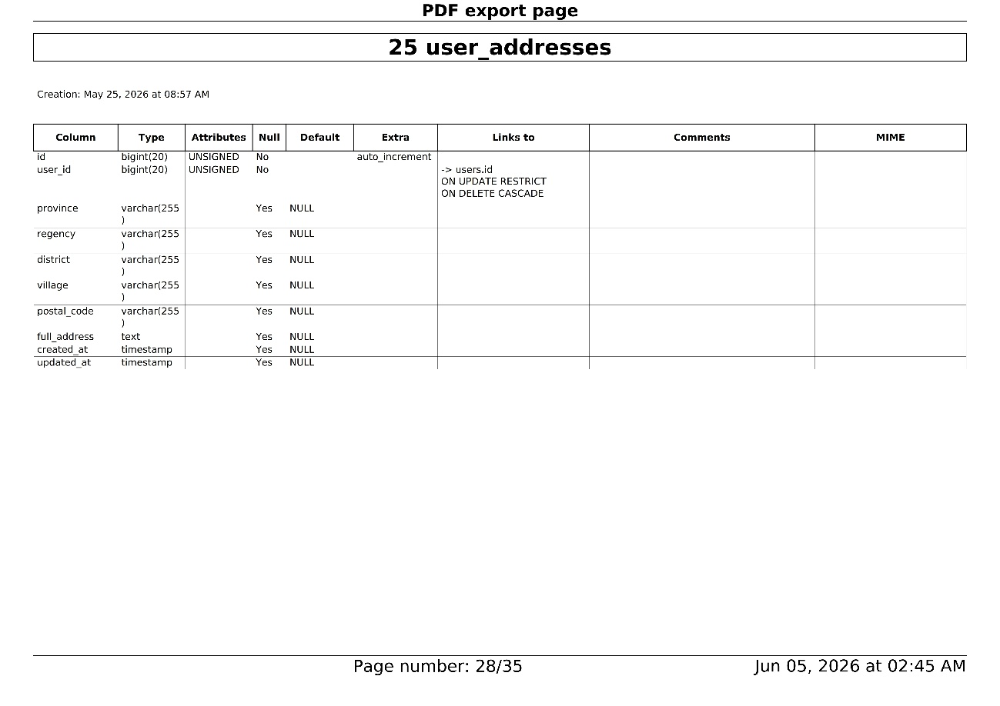 PDF export page
25 user_addresses
Creation: May 25, 2026 at 08:57 AM
Column Type Attributes Null Default Extra Links to Comments MIME
id bigint(20) UNSIGNED No auto_increment
user_id bigint(20) UNSIGNED No -> users.id
ON UPDATE RESTRICT
ON DELETE CASCADE
province varchar(255 Yes NULL
)
regency varchar(255 Yes NULL
)
district varchar(255 Yes NULL
)
village varchar(255 Yes NULL
)
postal_code varchar(255 Yes NULL
)
full_address text Yes NULL
created_at timestamp Yes NULL
updated_at timestamp Yes NULL
Page number: 28/35 Jun 05, 2026 at 02:45 AM